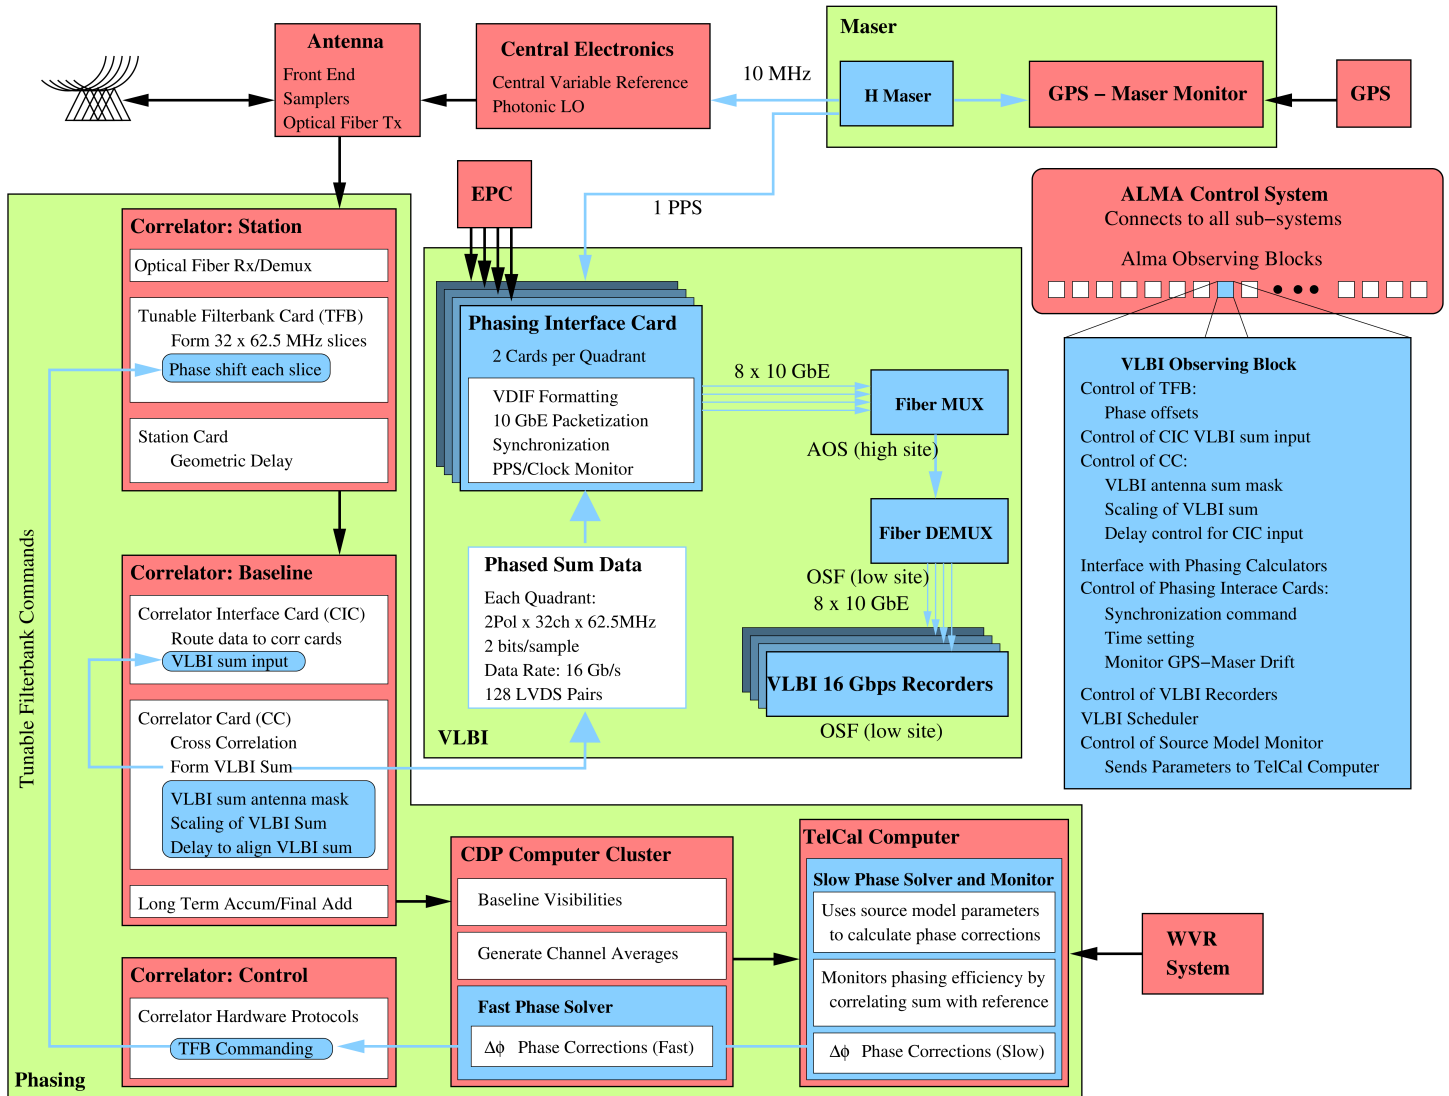 Antenna
Front End
Samplers
Optical Fiber Tx
Central Electronics
Central Variable Reference
Photonic LO
10 MHz
Maser
H Maser
GPS − Maser Monitor
GPS
1 PPS
EPC
ALMA Control System
Connects to all sub−systems
Alma Observing Blocks
Correlator: Station
Optical Fiber Rx/Demux
Tunable Filterbank Card (TFB)
Form 32 x 62.5 MHz slices
Phase shift each slice
Station Card
Geometric Delay
Tunable Filterbank Commands
Correlator: Baseline
Correlator Interface Card (CIC)
Route data to corr cards
VLBI sum input
Correlator Card (CC)
Cross Correlation
Form VLBI Sum
VLBI sum antenna mask
Scaling of VLBI Sum
Delay to align VLBI sum
Long Term Accum/Final Add
Correlator: Control
Correlator Hardware Protocols
TFB Commanding
Phasing
Phasing Interface Card
2 Cards per Quadrant
VDIF Formatting
10 GbE Packetization
Synchronization
PPS/Clock Monitor
8 x 10 GbE
Fiber MUX
AOS (high site)
Fiber DEMUX
OSF (low site)
8 x 10 GbE
VLBI 16 Gbps Recorders
OSF (low site)
Phased Sum Data
Each Quadrant:
2Pol x 32ch x 62.5MHz
2 bits/sample
Data Rate: 16 Gb/s
128 LVDS Pairs
VLBI
VLBI Observing Block
Control of TFB:
Phase offsets
Control of CIC VLBI sum input
Control of CC:
VLBI antenna sum mask
Scaling of VLBI sum
Delay control for CIC input
Interface with Phasing Calculators
Control of Phasing Interace Cards:
Synchronization command
Time setting
Monitor GPS−Maser Drift
Control of VLBI Recorders
VLBI Scheduler
Control of Source Model Monitor
Sends Parameters to TelCal Computer
CDP Computer Cluster
Baseline Visibilities
Generate Channel Averages
Fast Phase Solver
Δϕ Phase Corrections (Fast)
TelCal Computer
Slow Phase Solver and Monitor
Uses source model parameters
to calculate phase corrections
Monitors phasing efficiency by
correlating sum with reference
Δϕ Phase Corrections (Slow)
WVR
System